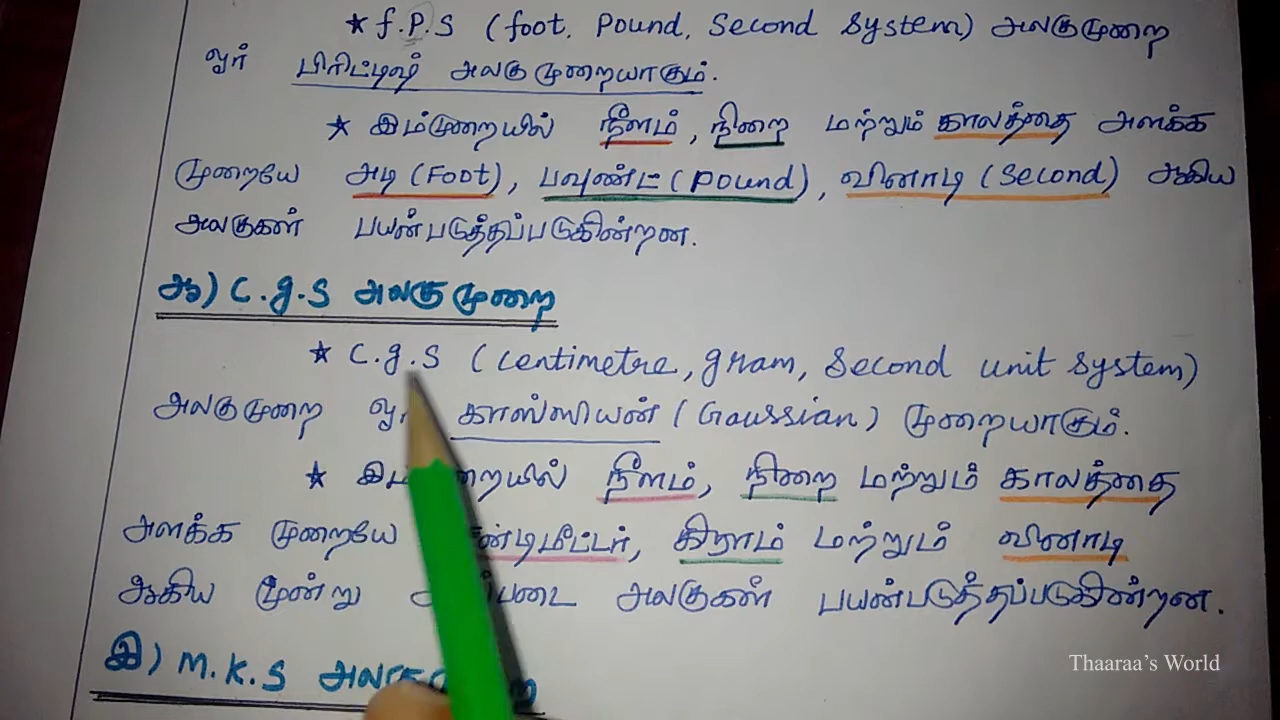 ★ f.P.S (foot, Pound, Second System) அலகுமுறை
ஓர் பிரிட்டிஷ் அலகுமுறையாகும்.
★ இம்முறையில் நீளம், நிறை மற்றும் காலத்தை அளக்க
முறையே அடி (Foot), பவுண்ட் (pound), வினாடி (Second) ஆகிய
அலகுகள் பயன்படுத்தப்படுகின்றன.
ஆ) C.g.S அலகுமுறை
★ C.g.S (Centimetre, gram, Second unit System)
அலகுமுறை காஸ்ஸியன் (Gaussian) முறையாகும்.
★ நீளம், நிறை மற்றும் காலத்தை
அளக்க முறையே கிராம் மற்றும் வினாடி
ஆகிய மூன்று அலகுகள் பயன்படுத்தப்படுகின்றன.
இ) M.K.S
Thaaraa's World